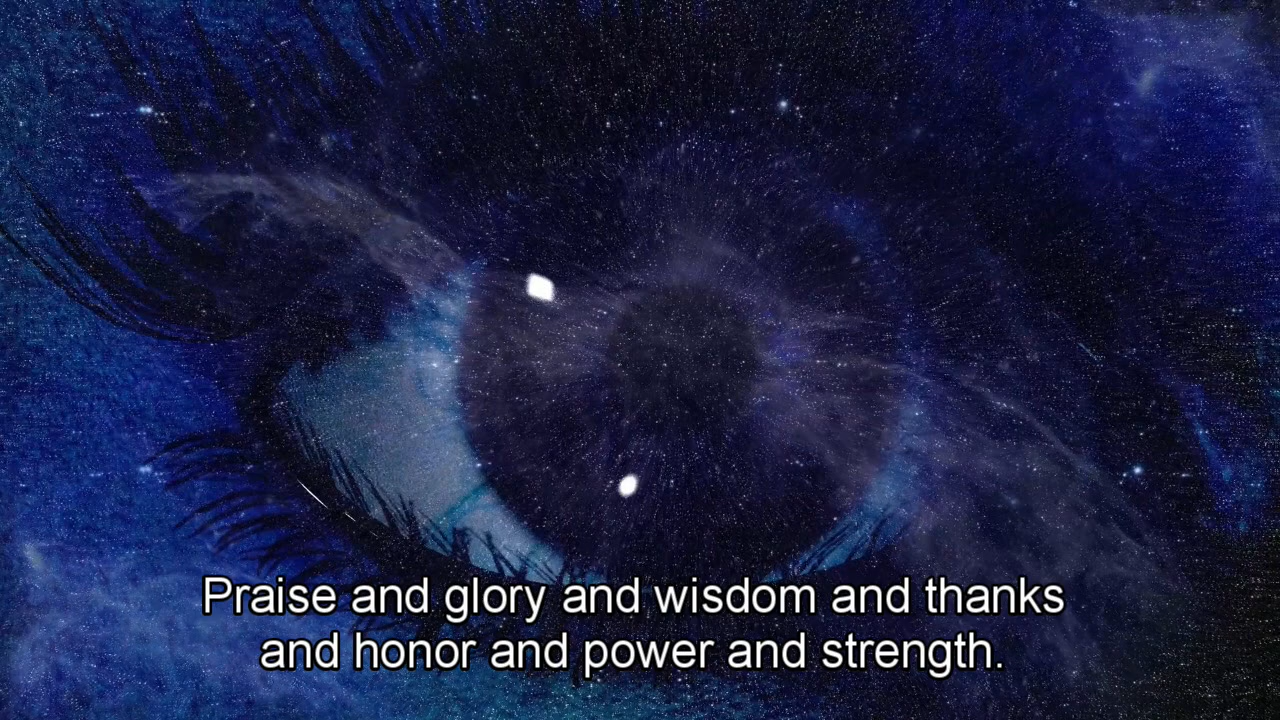 Praise and glory and wisdom and thanks
and honor and power and strength.